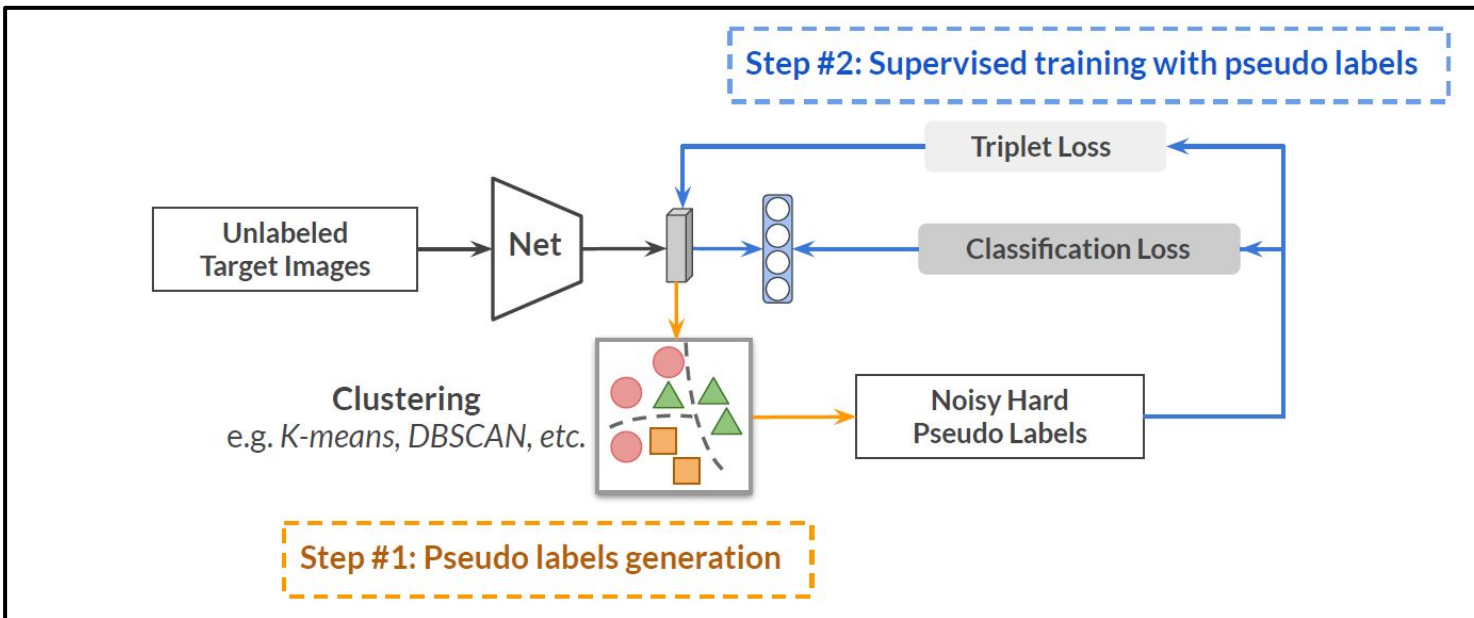 Step #2: Supervised training with pseudo labels
Triplet Loss
Unlabeled
Target Images
Net
Classification Loss
Clustering
e.g. K-means, DBSCAN, etc.
Noisy Hard
Pseudo Labels
Step #1: Pseudo labels generation